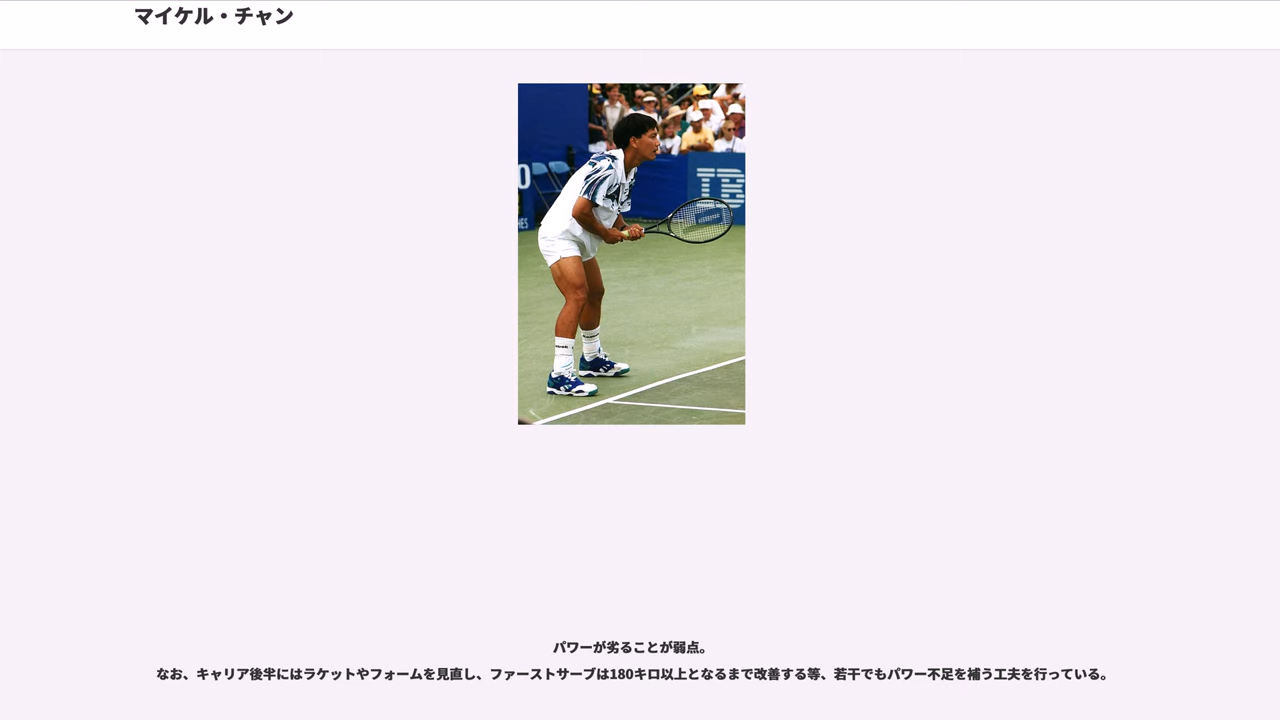 マイケル・チャン
IB
0
HES
パワーが劣ることが弱点。
なお、キャリア後半にはラケットやフォームを見直し、ファーストサーブは180キロ以上となるまで改善する等、若干でもパワー不足を補う工夫を行っている。